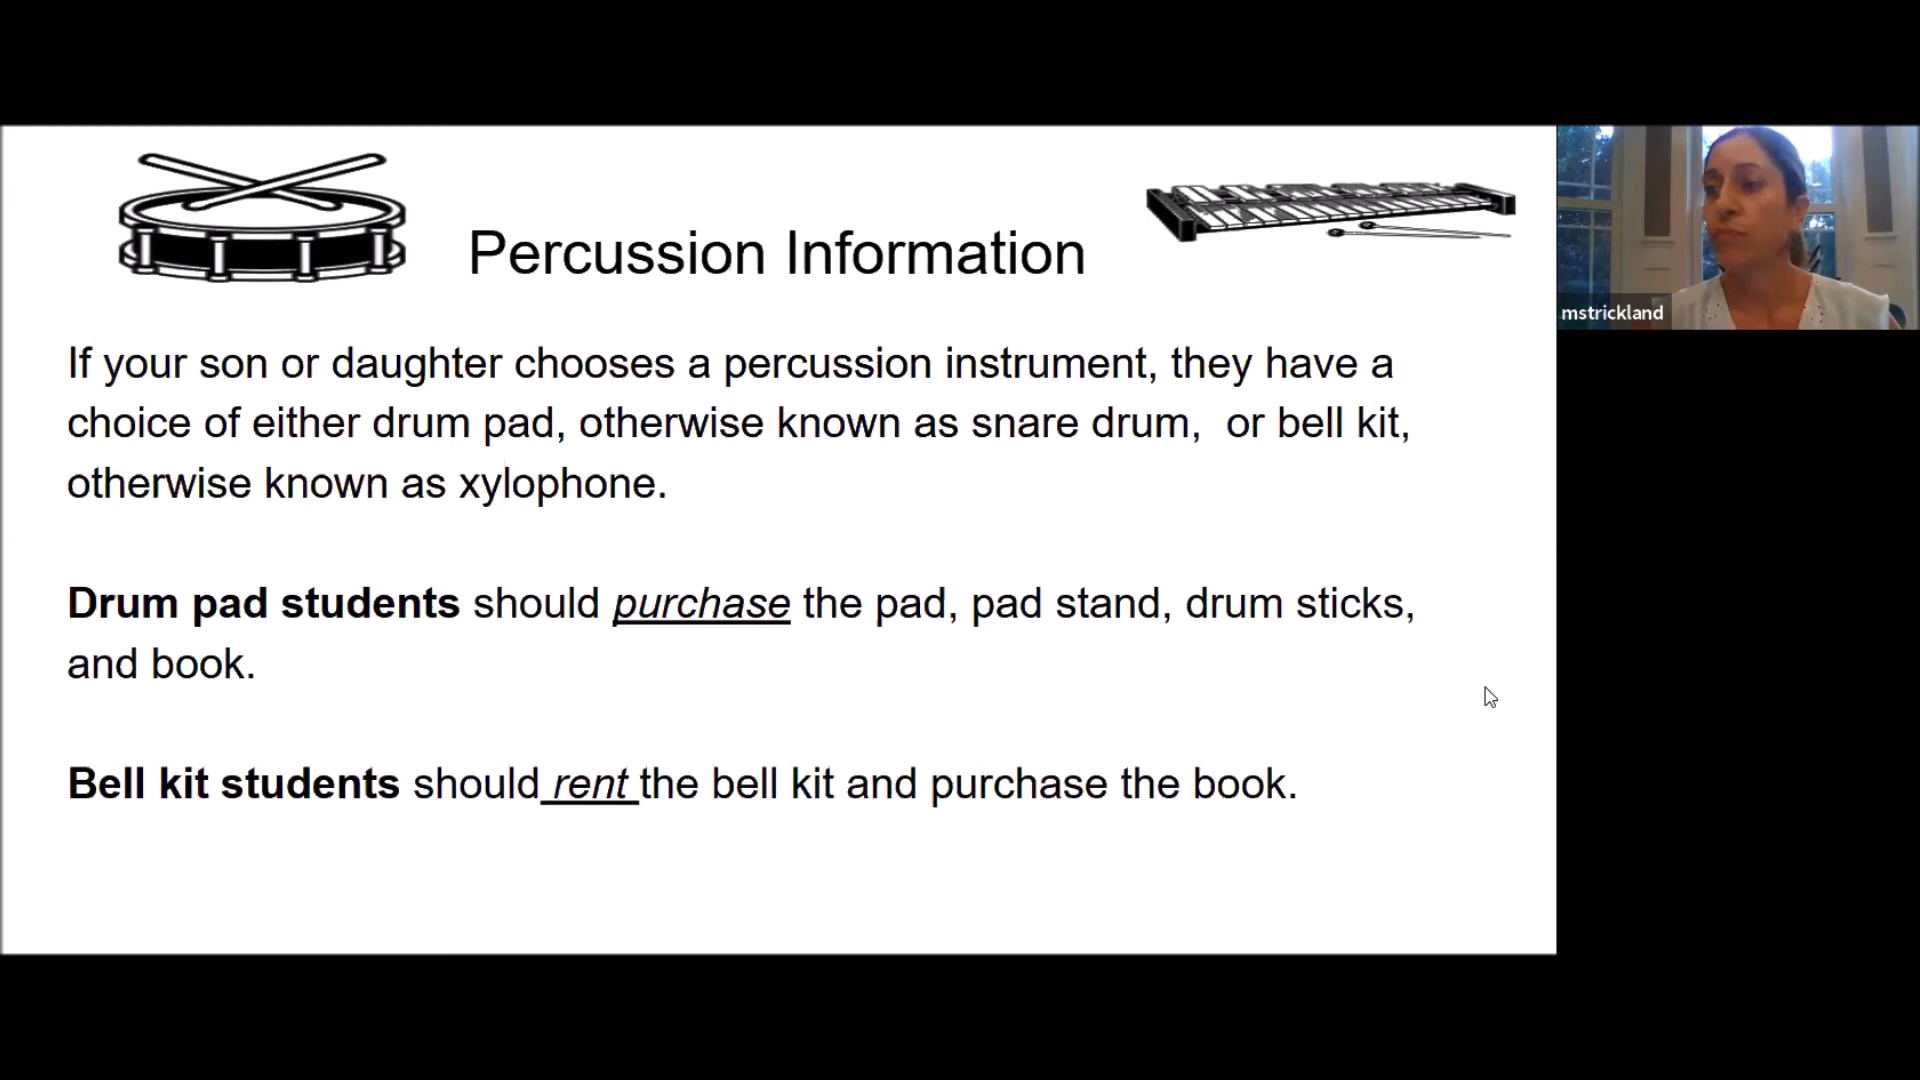 Percussion Information
mstrickland
If your son or daughter chooses a percussion instrument, they have a
choice of either drum pad, otherwise known as snare drum,  or bell kit,
otherwise known as xylophone.
Drum pad students should purchase the pad, pad stand, drum sticks,
and book.
Bell kit students should rent the bell kit and purchase the book.